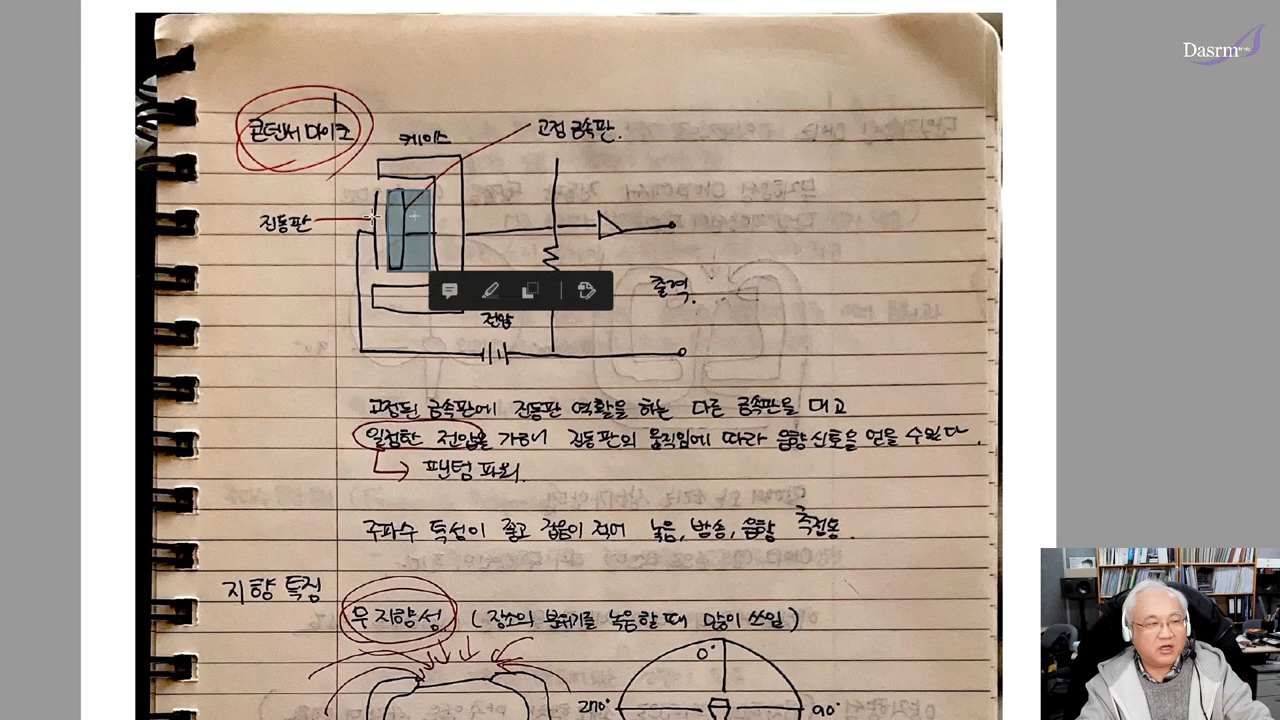 Dasrm
콘덴서 마이크
케이스
고정 금속판.
진동판
출력.
전압
고정된 금속판에 진동판 역할을 하는 다른 금속판을 대고
일정한 전압을 가해서 진동판의 움직임에 따라 음향신호을 얻을 수 있다.
팬텀 파워.
주파수 특성이 좋고 잡음이 적어 녹음, 방송, 음향 측정용.
지향 특징
무지향성 (장소의 분위기를 녹음할 때 많이 쓰임)
0°
270°
90°